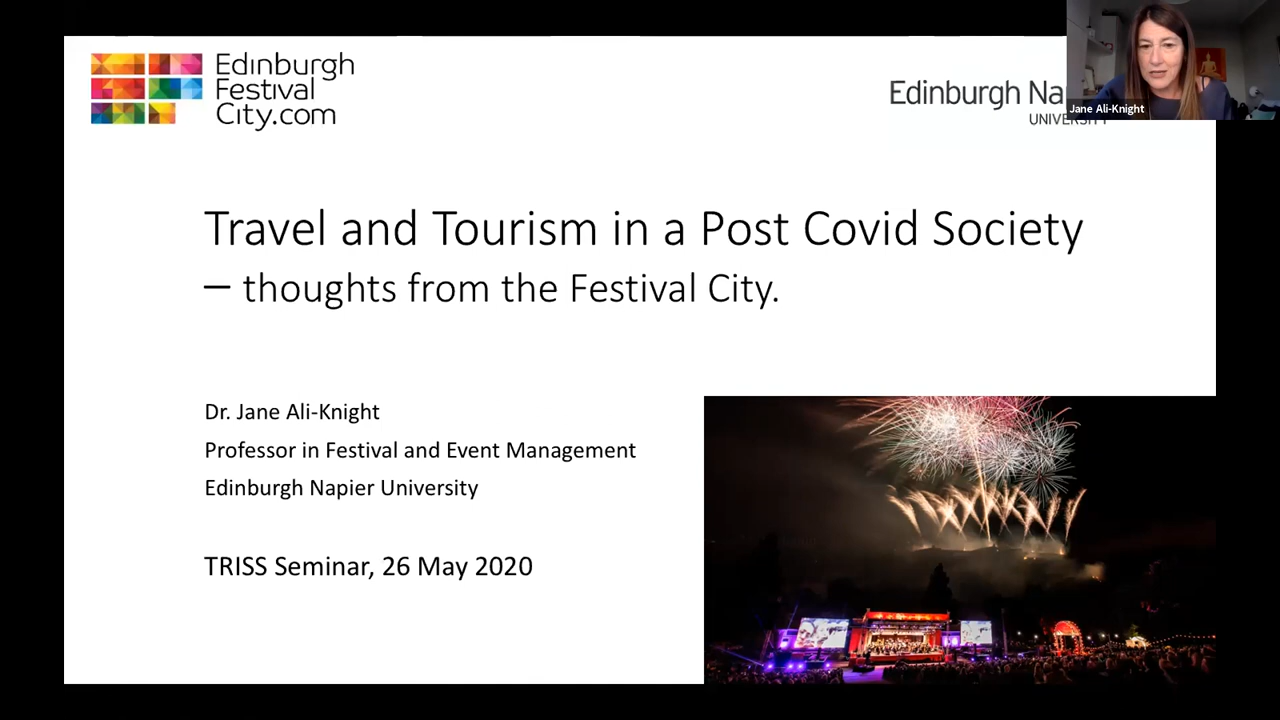 Edinburgh
Festival
City.com
Edinburgh
UNIVERSITY
Jane Ali-Knight
Travel and Tourism in a Post Covid Society
– thoughts from the Festival City.
Dr. Jane Ali-Knight
Professor in Festival and Event Management
Edinburgh Napier University
TRISS Seminar, 26 May 2020